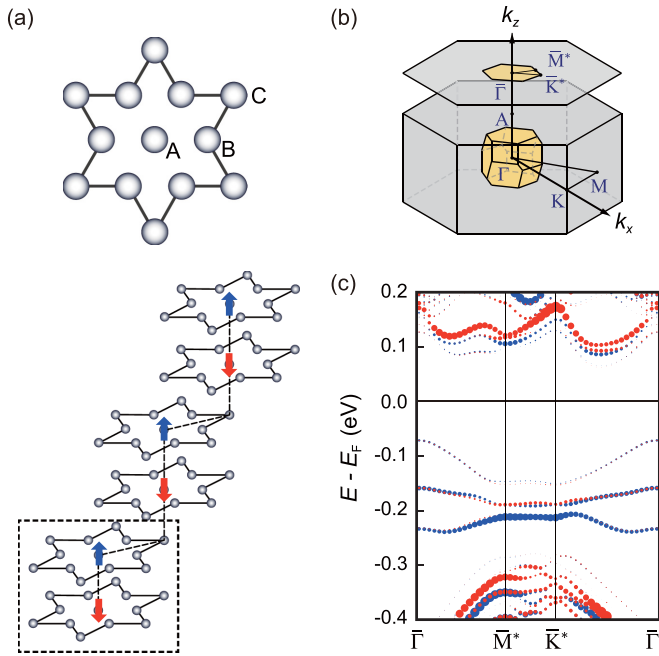 (a)
C
A
B
(b)
k_z
M̄*
K̄*
Γ̄
A
Γ
M
K
k_x
(c)
0.2
0.1
0.0
-0.1
-0.2
-0.3
-0.4
E - E_F (eV)
Γ̄ M̄* K̄* Γ̄